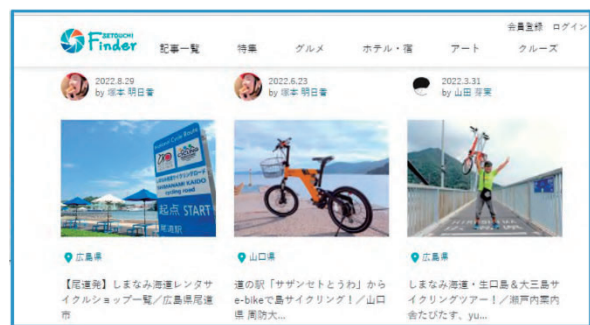 会員登録 ログイン
SETOUCHI
Finder
記事一覧 特集 グルメ ホテル・宿 アート クルーズ
2022.8.29
by 塚本 明日香
2022.6.23
by 塚本 明日香
2022.3.31
by 山田 芽実
SHIMANAMI KAIDO
cycling road
起点 START
尾道駅
広島県
【尾道発】しまなみ海道レンタサ
イクルショップ一覧／広島県尾道
市
山口県
道の駅「サザンセトとうわ」から
e-bikeで島サイクリング！／山口
県 周防大...
広島県
しまなみ海道・生口島＆大三島サ
イクリングツアー！／瀬戸内案内
舎たびたす、yu...